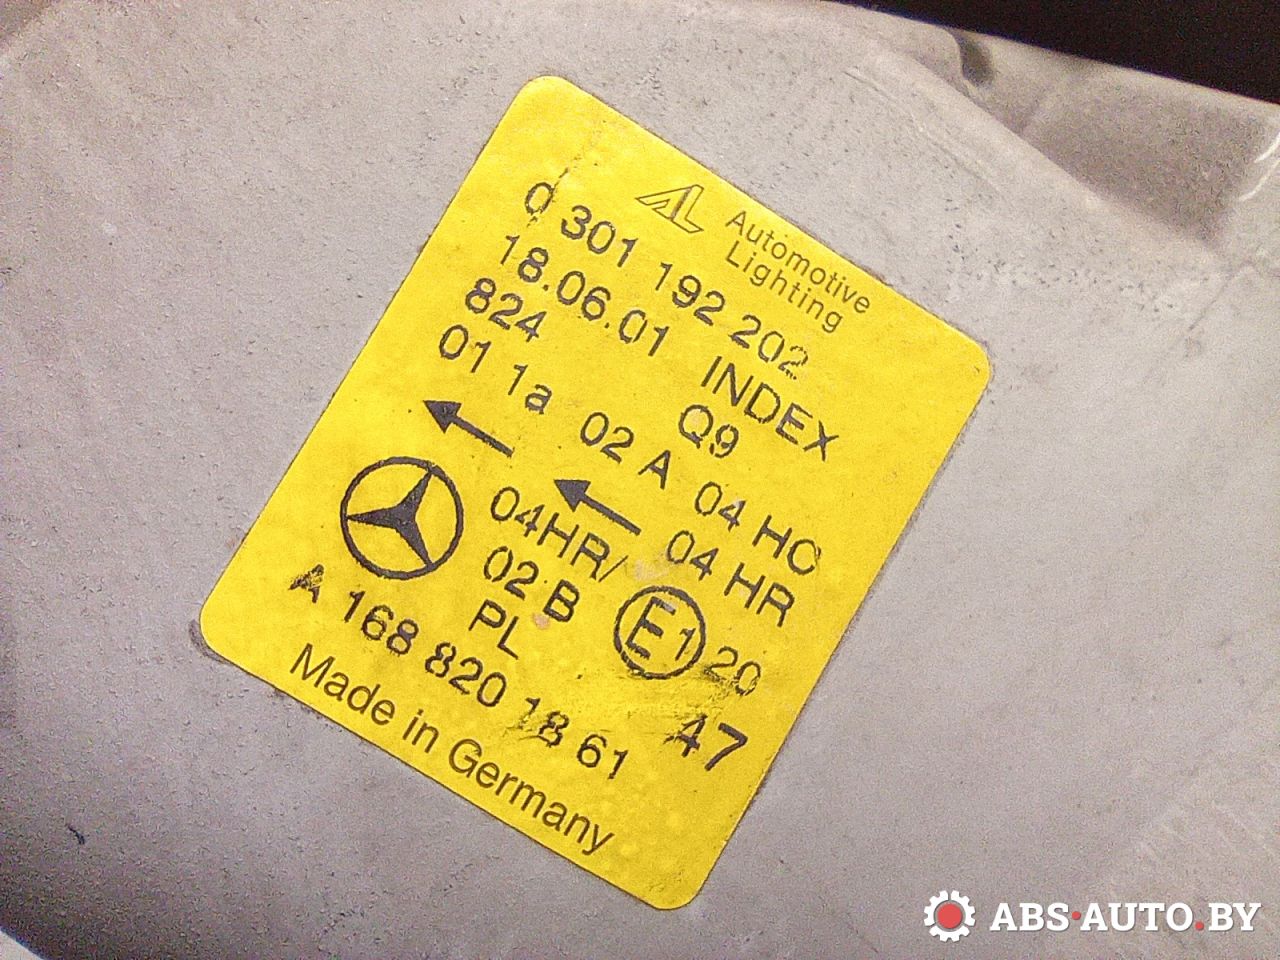 AL Automotive
Lighting
0 301 192 202
18.06.01 INDEX
824 Q9
01 1a 02 A 04 HC
04HR/ 04 HR
02 B E1 20
PL 47
A 168 820 18 61
Made in Germany
ABS·AUTO.BY